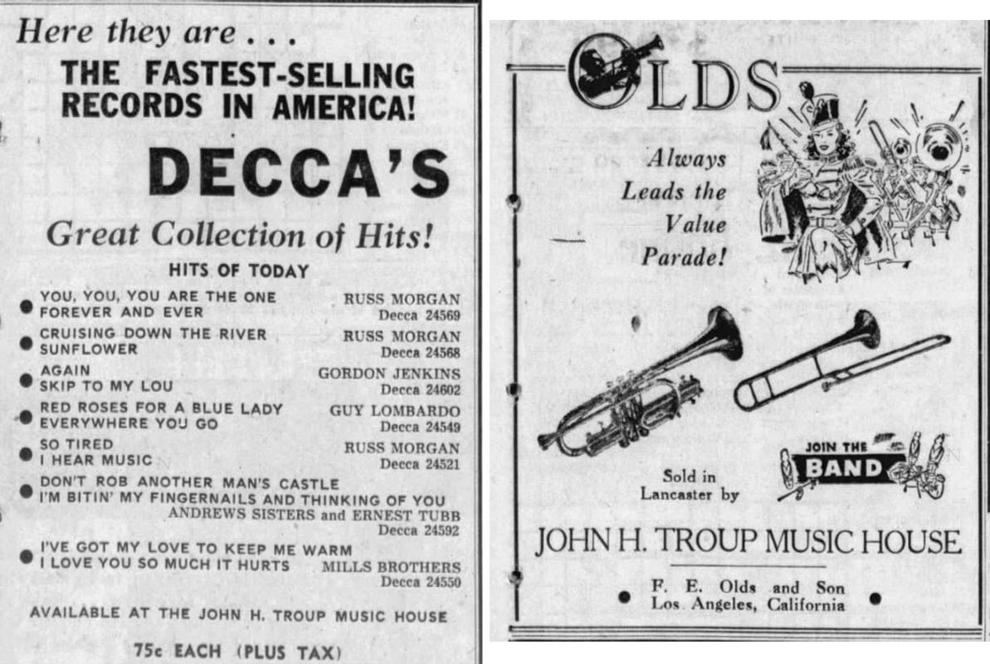 Here they are . . .
THE FASTEST-SELLING
RECORDS IN AMERICA!
DECCA'S
Great Collection of Hits!
HITS OF TODAY
● YOU, YOU, YOU ARE THE ONE RUSS MORGAN
FOREVER AND EVER Decca 24569
● CRUISING DOWN THE RIVER RUSS MORGAN
SUNFLOWER Decca 24568
● AGAIN GORDON JENKINS
SKIP TO MY LOU Decca 24602
● RED ROSES FOR A BLUE LADY GUY LOMBARDO
EVERYWHERE YOU GO Decca 24549
● SO TIRED RUSS MORGAN
I HEAR MUSIC Decca 24521
● DON'T ROB ANOTHER MAN'S CASTLE
I'M BITIN' MY FINGERNAILS AND THINKING OF YOU
ANDREWS SISTERS and ERNEST TUBB
Decca 24592
● I'VE GOT MY LOVE TO KEEP ME WARM
I LOVE YOU SO MUCH IT HURTS MILLS BROTHERS
Decca 24550
AVAILABLE AT THE JOHN H. TROUP MUSIC HOUSE
75c EACH (PLUS TAX)
OLDS
Always
Leads the
Value
Parade!
JOIN THE
BAND
Sold in
Lancaster by
JOHN H. TROUP MUSIC HOUSE
● F. E. Olds and Son ●
Los Angeles, California